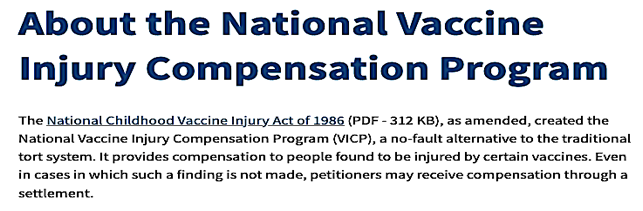 About the National Vaccine
Injury Compensation Program
The National Childhood Vaccine Injury Act of 1986 (PDF - 312 KB), as amended, created the
National Vaccine Injury Compensation Program (VICP), a no-fault alternative to the traditional
tort system. It provides compensation to people found to be injured by certain vaccines. Even
in cases in which such a finding is not made, petitioners may receive compensation through a
settlement.